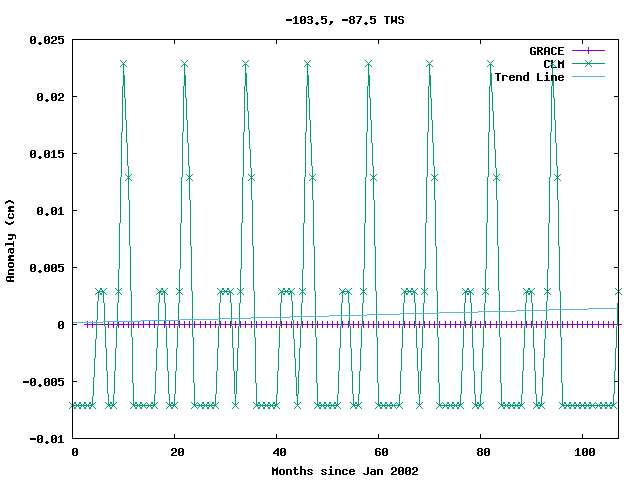 -103.5, -87.5 TWS
GRACE
CLM
Trend Line
0.025
0.02
0.015
0.01
0.005
0
-0.005
-0.01
Anomaly (cm)
0 20 40 60 80 100
Months since Jan 2002